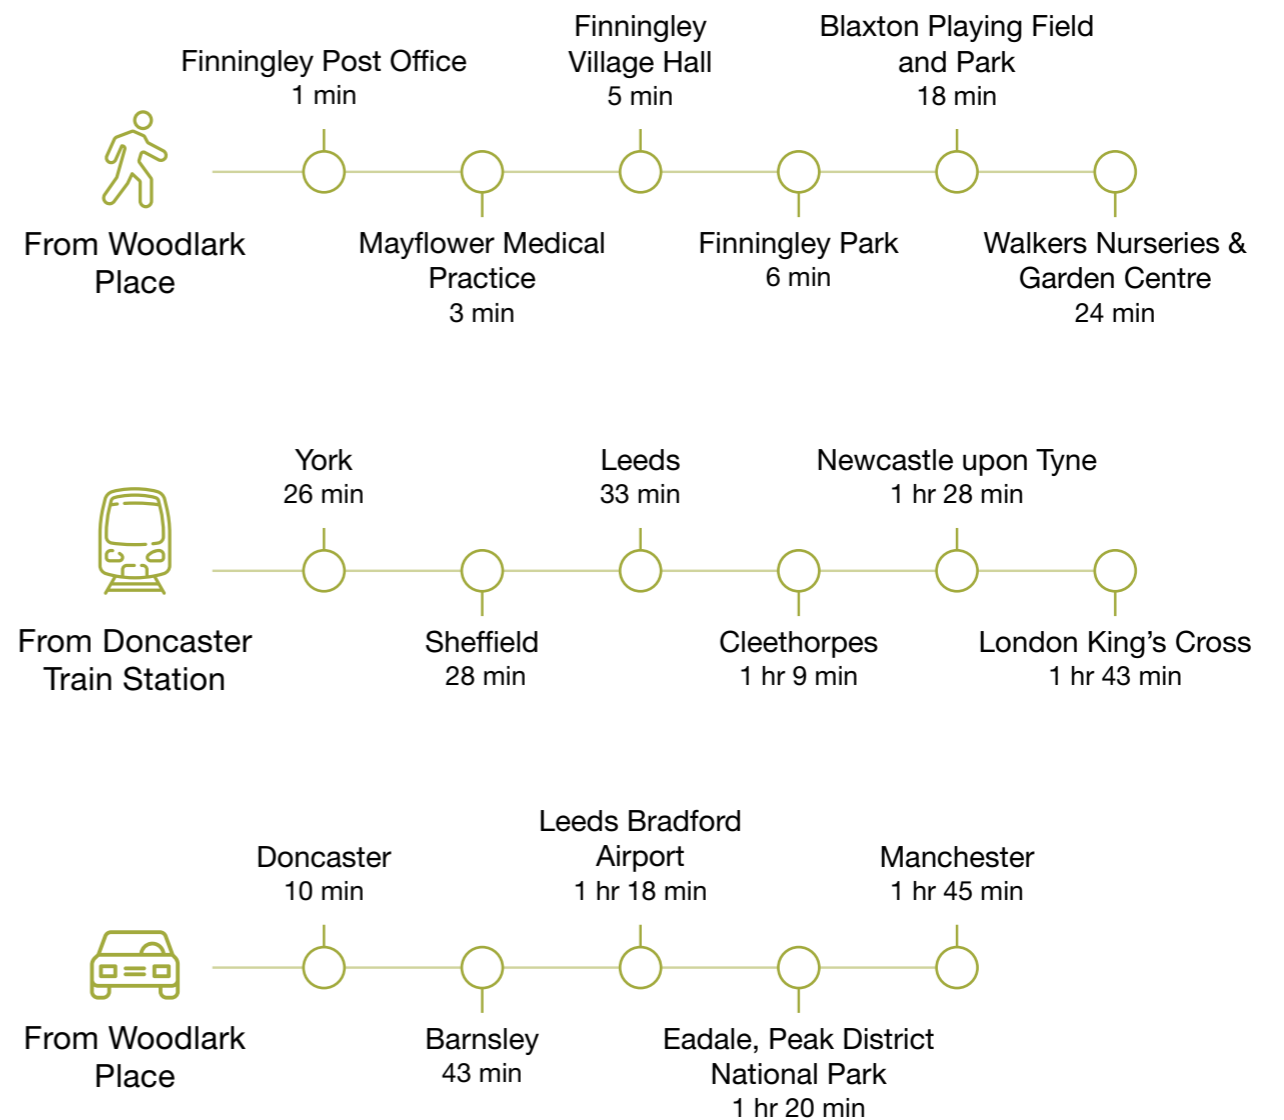 Finningley Post Office
1 min
Finningley
Village Hall
5 min
Blaxton Playing Field
and Park
18 min
From Woodlark
Place
Mayflower Medical
Practice
3 min
Finningley Park
6 min
Walkers Nurseries &
Garden Centre
24 min
York
26 min
Leeds
33 min
Newcastle upon Tyne
1 hr 28 min
From Doncaster
Train Station
Sheffield
28 min
Cleethorpes
1 hr 9 min
London King’s Cross
1 hr 43 min
Doncaster
10 min
Leeds Bradford
Airport
1 hr 18 min
Manchester
1 hr 45 min
From Woodlark
Place
Barnsley
43 min
Eadale, Peak District
National Park
1 hr 20 min